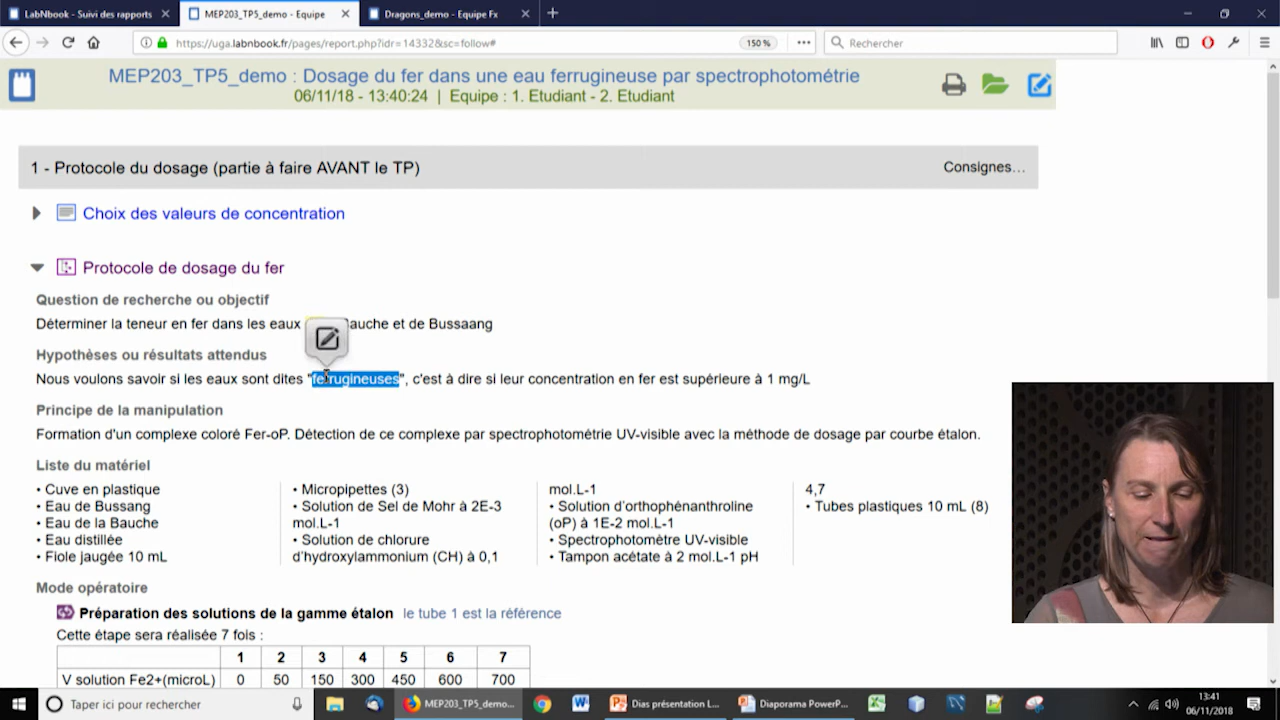 LabNbook - Suivi des rapports
MEP203_TP5_demo - Equipe
Dragons_demo - Equipe Fx
https://uga.labnbook.fr/pages/report.php?idr=14332&sc=follow#
150 %
Rechercher
MEP203_TP5_demo : Dosage du fer dans une eau ferrugineuse par spectrophotométrie
06/11/18 - 13:40:24 | Equipe : 1. Etudiant - 2. Etudiant
1 - Protocole du dosage (partie à faire AVANT le TP)
Consignes…
Choix des valeurs de concentration
Protocole de dosage du fer
Question de recherche ou objectif
Déterminer la teneur en fer dans les eaux auche et de Bussaang
Hypothèses ou résultats attendus
Nous voulons savoir si les eaux sont dites "ferrugineuses", c'est à dire si leur concentration en fer est supérieure à 1 mg/L
Principe de la manipulation
Formation d'un complexe coloré Fer-oP. Détection de ce complexe par spectrophotométrie UV-visible avec la méthode de dosage par courbe étalon.
Liste du matériel
• Cuve en plastique
• Eau de Bussang
• Eau de la Bauche
• Eau distillée
• Fiole jaugée 10 mL
• Micropipettes (3)
• Solution de Sel de Mohr à 2E-3
mol.L-1
• Solution de chlorure
d'hydroxylammonium (CH) à 0,1
mol.L-1
• Solution d'orthophénanthroline
(oP) à 1E-2 mol.L-1
• Spectrophotomètre UV-visible
• Tampon acétate à 2 mol.L-1 pH
4,7
• Tubes plastiques 10 mL (8)
Mode opératoire
Préparation des solutions de la gamme étalon le tube 1 est la référence
Cette étape sera réalisée 7 fois :
1 2 3 4 5 6 7
V solution Fe2+(microL) 0 50 150 300 450 600 700
Taper ici pour rechercher
MEP203_TP5_demo...
Dias présentation L...
Diaporama PowerP...
13:41
06/11/2018